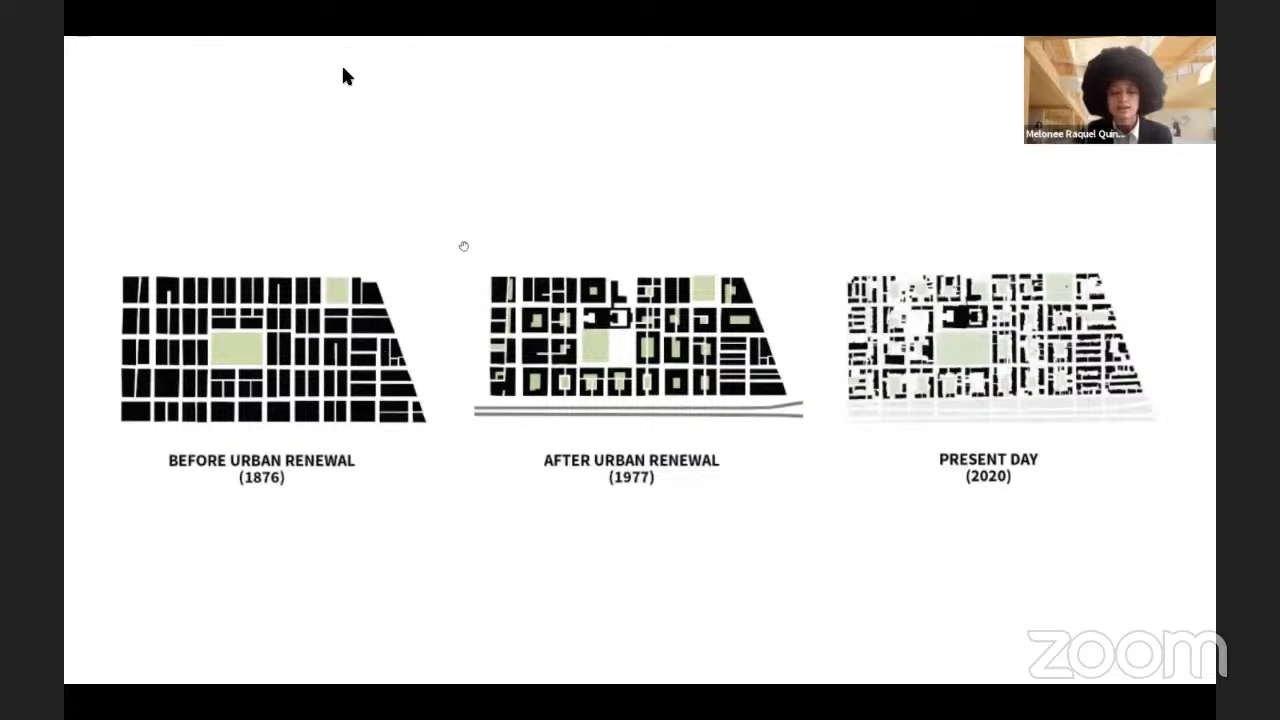 Melonee Raquel Quin...
BEFORE URBAN RENEWAL
(1876)
AFTER URBAN RENEWAL
(1977)
PRESENT DAY
(2020)
zoom